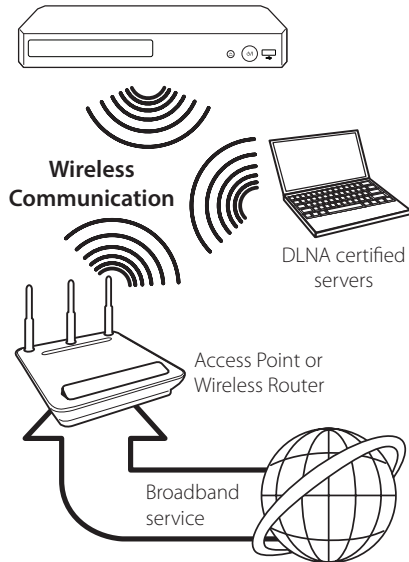 Wireless
Communication
DLNA certified
servers
Access Point or
Wireless Router
Broadband
service